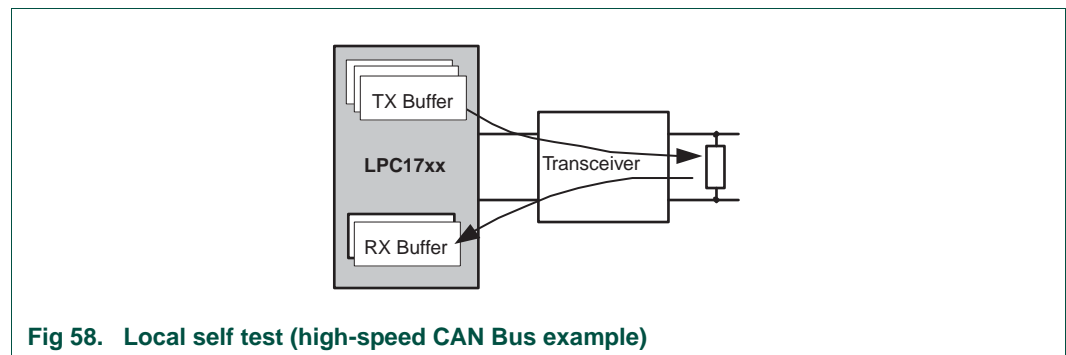 TX Buffer
LPC17xx
Transceiver
RX Buffer
Fig 58. Local self test (high-speed CAN Bus example)